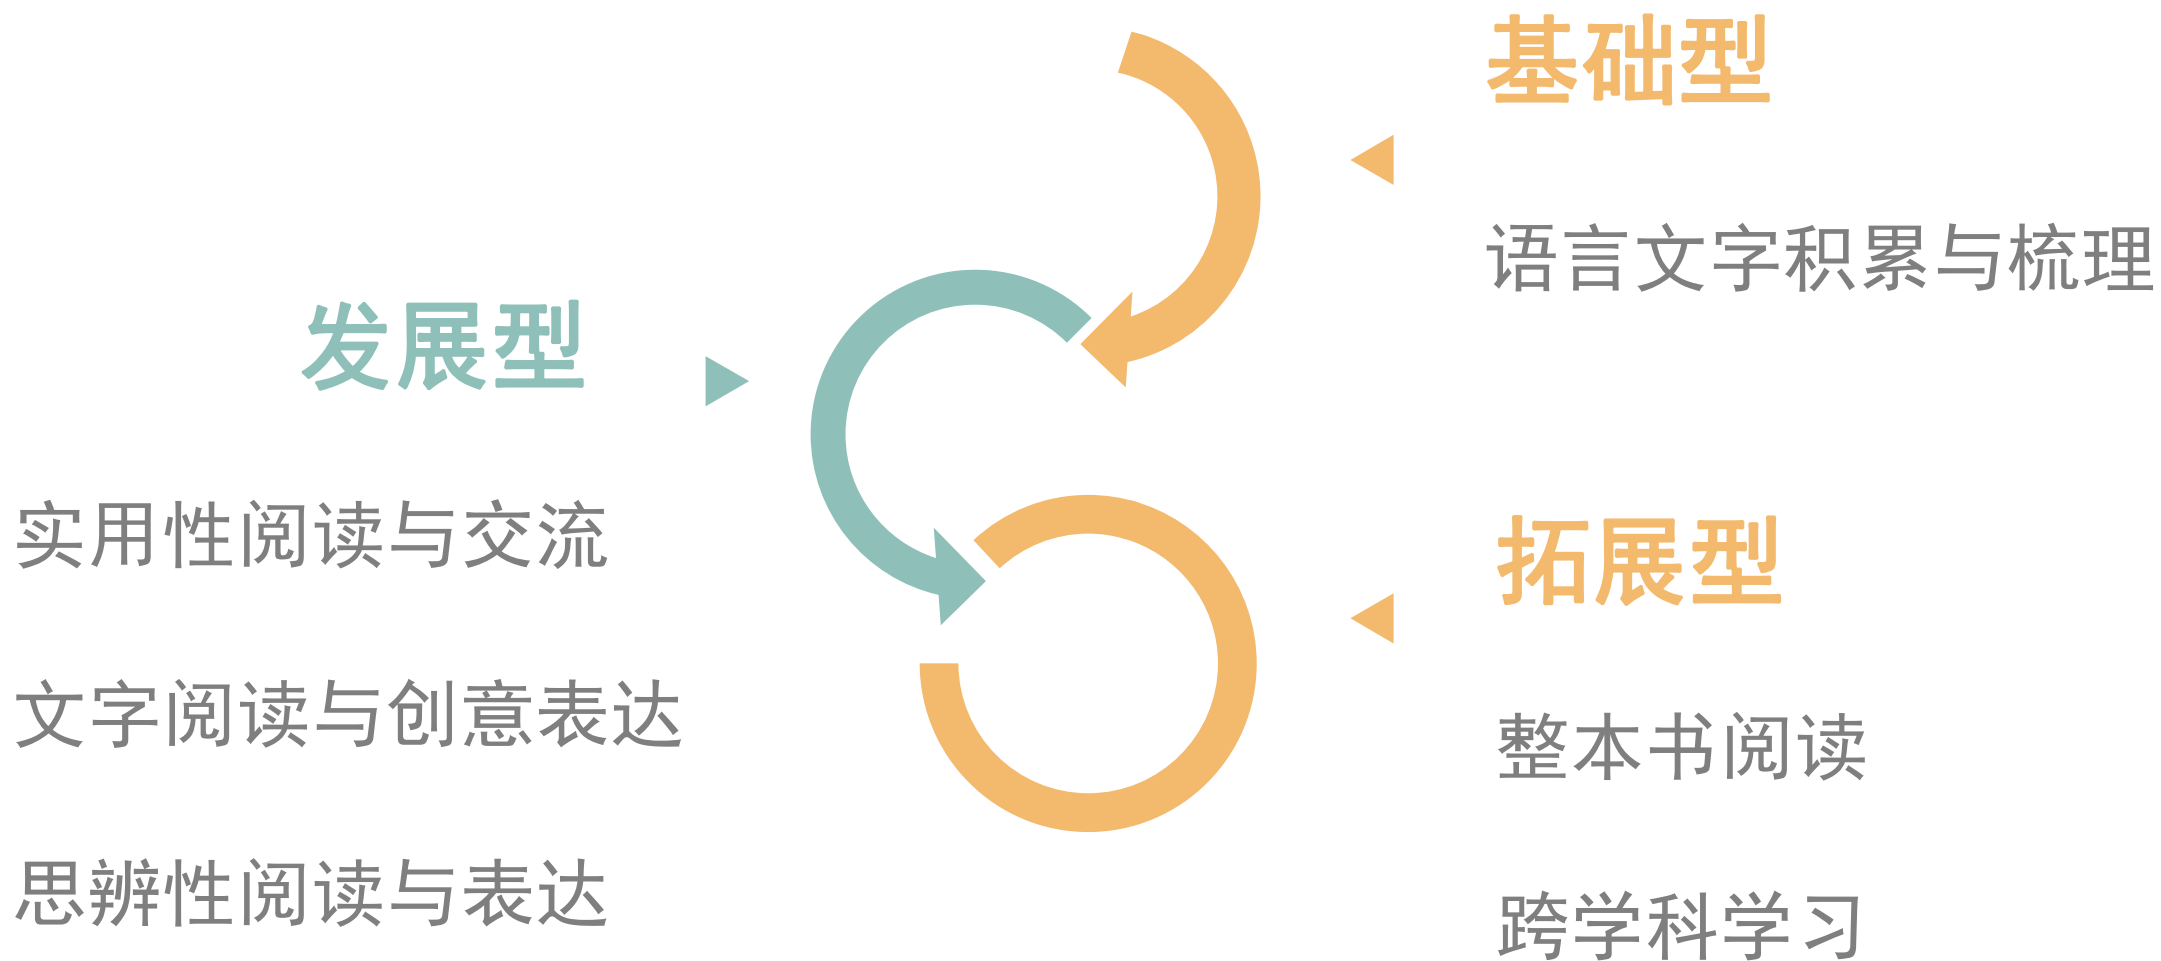 基础型
语言文字积累与梳理
发展型
实用性阅读与交流
文字阅读与创意表达
思辨性阅读与表达
拓展型
整本书阅读
跨学科学习